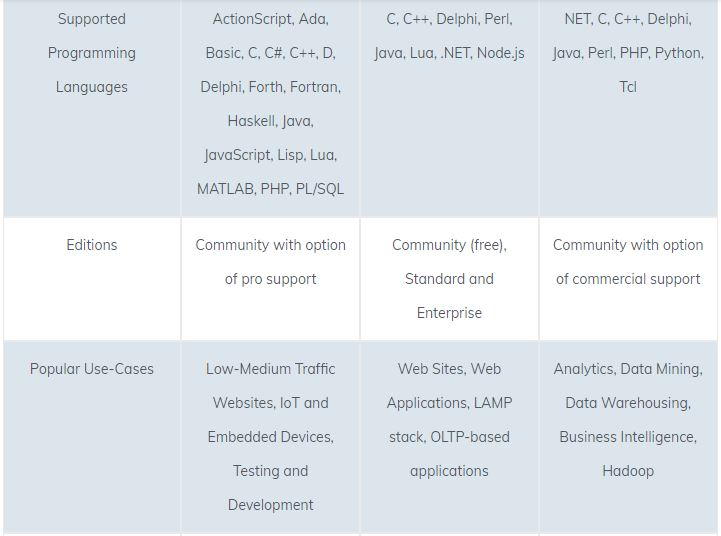 Supported
Programming
Languages
ActionScript, Ada,
Basic, C, C#, C++, D,
Delphi, Forth, Fortran,
Haskell, Java,
JavaScript, Lisp, Lua,
MATLAB, PHP, PL/SQL
C, C++, Delphi, Perl,
Java, Lua, .NET, Node.js
NET, C, C++, Delphi,
Java, Perl, PHP, Python,
Tcl
Editions
Community with option
of pro support
Community (free),
Standard and
Enterprise
Community with option
of commercial support
Popular Use-Cases
Low-Medium Traffic
Websites, IoT and
Embedded Devices,
Testing and
Development
Web Sites, Web
Applications, LAMP
stack, OLTP-based
applications
Analytics, Data Mining,
Data Warehousing,
Business Intelligence,
Hadoop